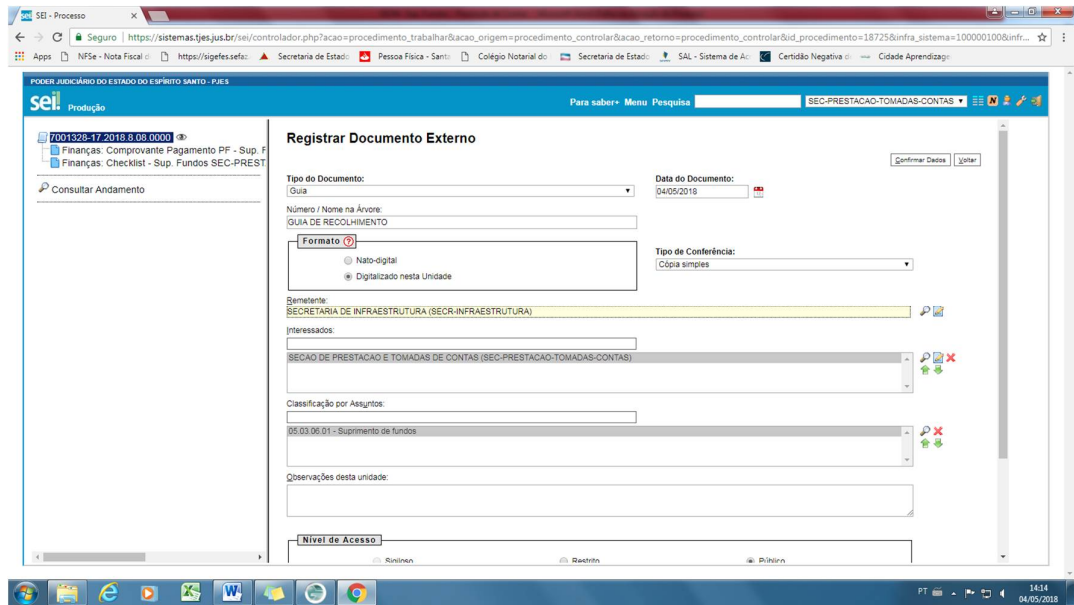 SEI - Processo
Seguro | https://sistemas.tjes.jus.br/sei/controlador.php?acao=procedimento_trabalhar&acao_origem=procedimento_controlar&acao_retorno=procedimento_controlar&id_procedimento=18725&infra_sistema=100000100&infr...
Apps NFSe - Nota Fiscal d https://sigefes.sefaz. Secretaria de Estado Pessoa Física - Santa Colégio Notarial do Secretaria de Estado SAL - Sistema de Ac Certidão Negativa d Cidade Aprendizage
PODER JUDICIÁRIO DO ESTADO DO ESPÍRITO SANTO - PJES
sei! Produção Para saber+ Menu Pesquisa SEC-PRESTACAO-TOMADAS-CONTAS
7001328-17.2018.8.08.0000
Finanças: Comprovante Pagamento PF - Sup. F
Finanças: Checklist - Sup. Fundos SEC-PREST
Consultar Andamento
Registrar Documento Externo
Confirmar Dados Voltar
Tipo do Documento: Data do Documento:
Guia 04/05/2018
Número / Nome na Árvore:
GUIA DE RECOLHIMENTO
Formato ?
Nato-digital
Digitalizado nesta Unidade
Tipo de Conferência:
Cópia simples
Remetente:
SECRETARIA DE INFRAESTRUTURA (SECR-INFRAESTRUTURA)
Interessados:
SECAO DE PRESTACAO E TOMADAS DE CONTAS (SEC-PRESTACAO-TOMADAS-CONTAS)
Classificação por Assuntos:
05.03.06.01 - Suprimento de fundos
Observações desta unidade:
Nível de Acesso
Sigiloso Restrito Público
PT 14:14
04/05/2018